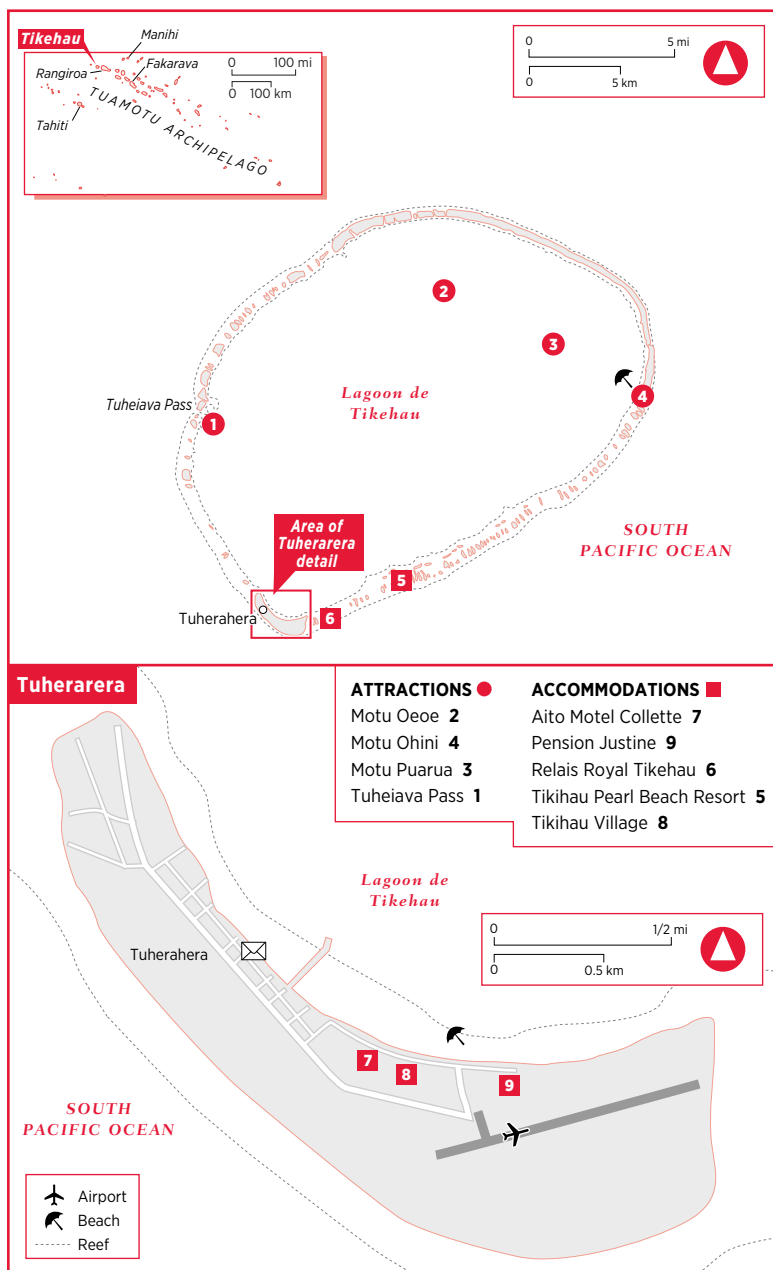 Tikehau
Manihi
Rangiroa
Fakarava
Tahiti
TUAMOTU ARCHIPELAGO
0 100 mi
0 100 km
0 5 mi
0 5 km
2
3
Lagoon de
Tikehau
4
Tuheiava Pass
1
SOUTH
PACIFIC OCEAN
Area of
Tuherarera
detail
5
Tuherahera
6
Tuherarera
ATTRACTIONS
Motu Oeoe 2
Motu Ohini 4
Motu Puarua 3
Tuheiava Pass 1
ACCOMMODATIONS
Aito Motel Collette 7
Pension Justine 9
Relais Royal Tikehau 6
Tikihau Pearl Beach Resort 5
Tikihau Village 8
Lagoon de
Tikehau
0 1/2 mi
0 0.5 km
Tuherahera
7
8
9
SOUTH
PACIFIC OCEAN
Airport
Beach
Reef